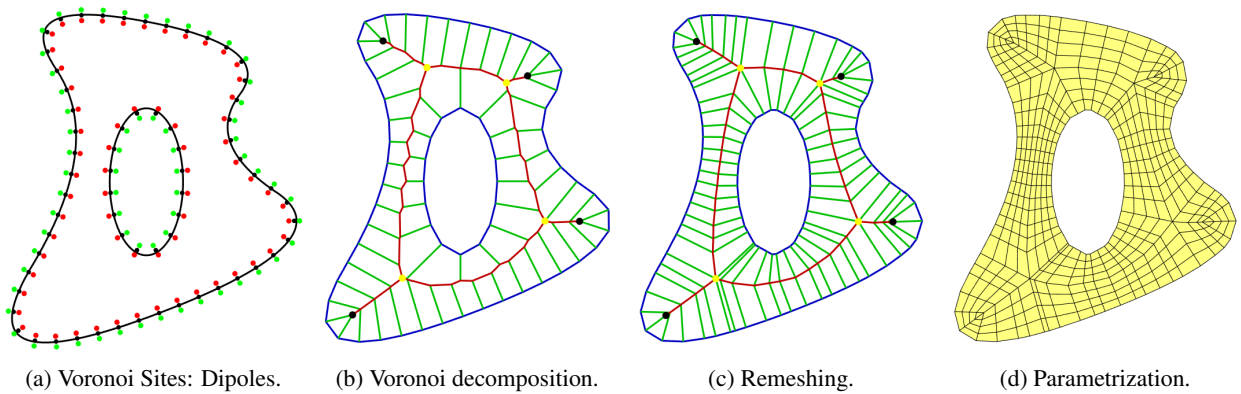 (a) Voronoi Sites: Dipoles.
(b) Voronoi decomposition.
(c) Remeshing.
(d) Parametrization.